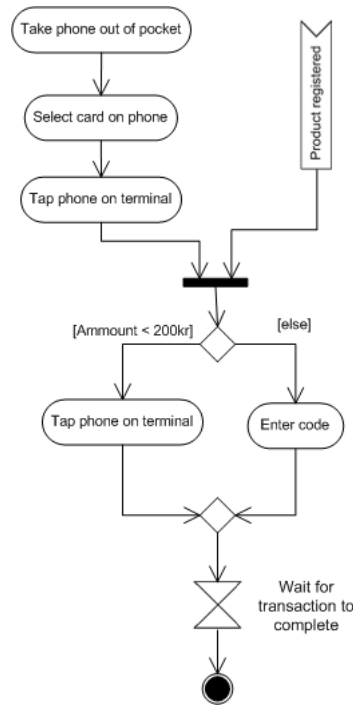 Take phone out of pocket
Product registered
Select card on phone
Tap phone on terminal
[Ammount < 200kr]
[else]
Tap phone on terminal
Enter code
Wait for
transaction to
complete